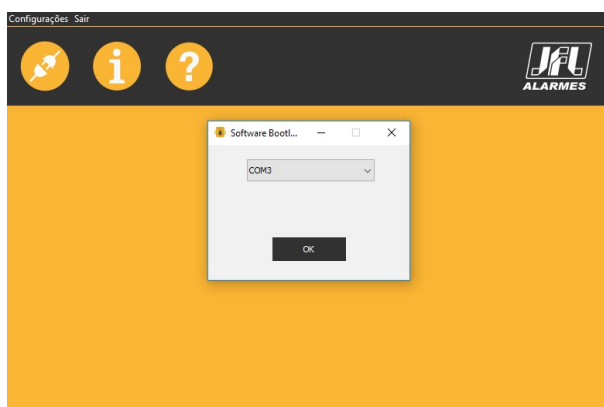 Configurações Sair
i ?
JFL
ALARMES
Software Bootl...
COM3
OK